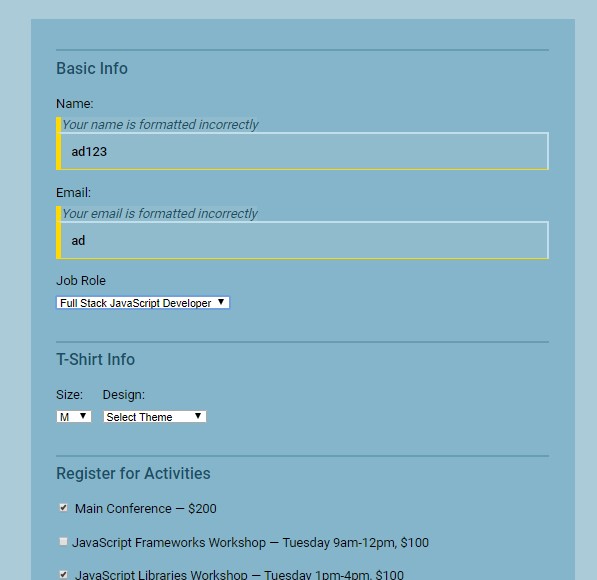 Basic Info
Name:
Your name is formatted incorrectly
ad123
Email:
Your email is formatted incorrectly
ad
Job Role
Full Stack JavaScript Developer
T-Shirt Info
Size: Design:
M Select Theme
Register for Activities
Main Conference — $200
JavaScript Frameworks Workshop — Tuesday 9am-12pm, $100
JavaScript Libraries Workshop — Tuesday 1pm-4pm, $100